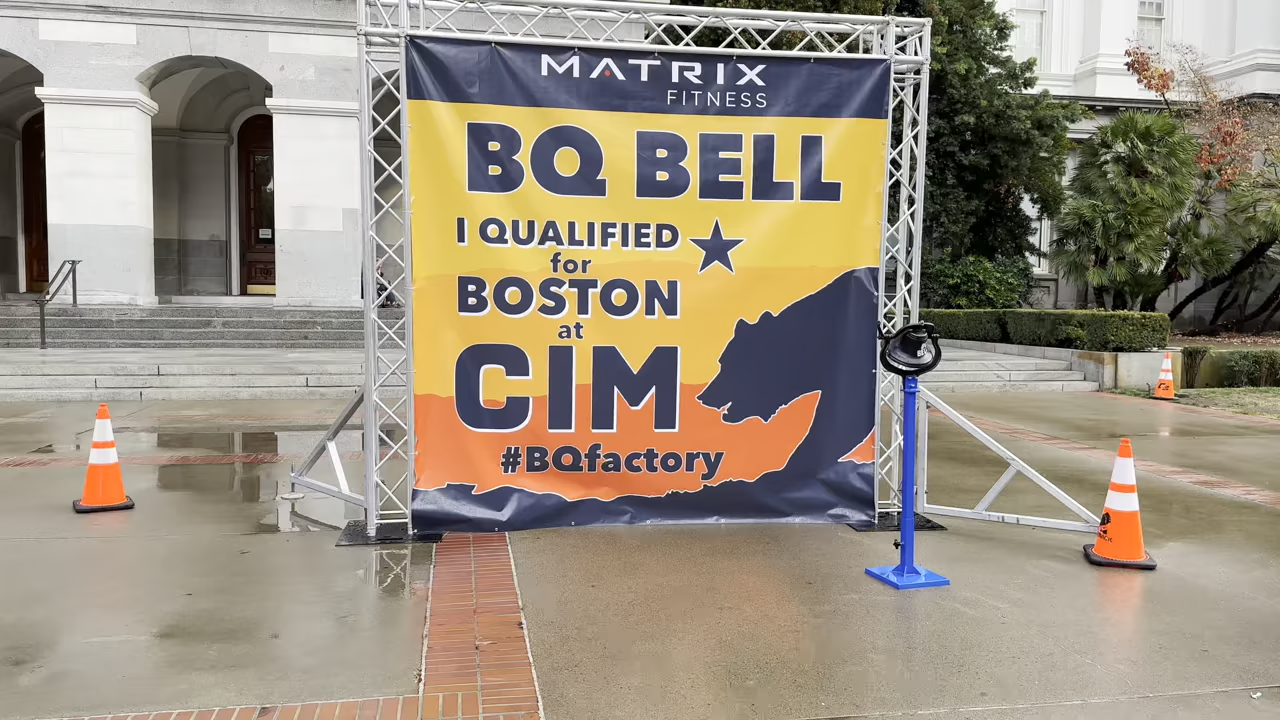 MATRIX
FITNESS
BQ BELL
I QUALIFIED
for
BOSTON
at
CIM
#BQfactory